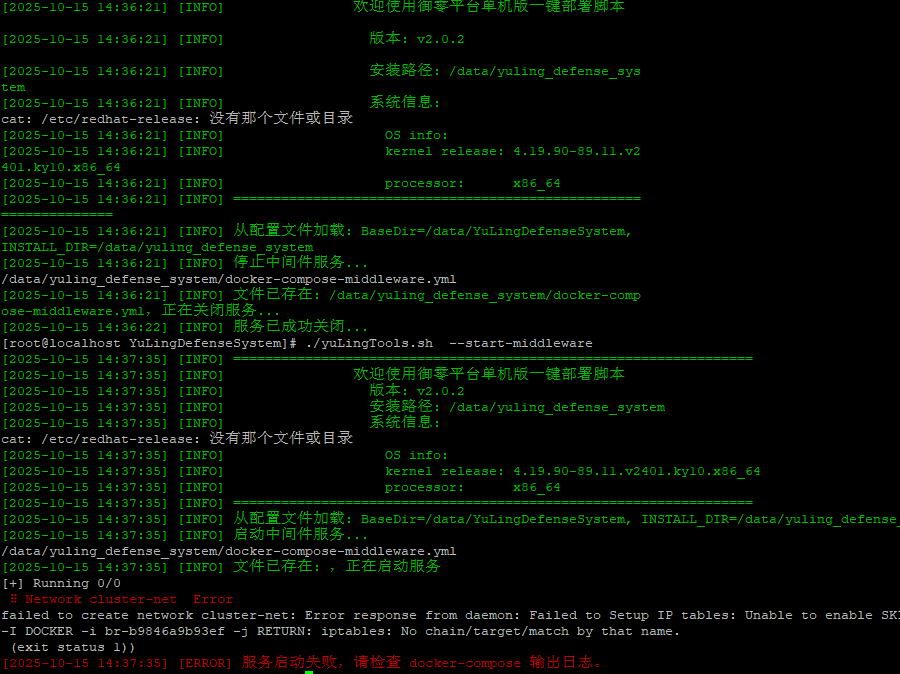 [2025-10-15 14:36:21] [INFO] 欢迎使用御零平台单机版一键部署脚本
[2025-10-15 14:36:21] [INFO] 版本: v2.0.2
[2025-10-15 14:36:21] [INFO] 安装路径: /data/yuling_defense_sys
tem
[2025-10-15 14:36:21] [INFO] 系统信息:
cat: /etc/redhat-release: 没有那个文件或目录
[2025-10-15 14:36:21] [INFO] OS info:
[2025-10-15 14:36:21] [INFO] kernel release: 4.19.90-89.11.v2
401.ky10.x86_64
[2025-10-15 14:36:21] [INFO] processor: x86_64
[2025-10-15 14:36:21] [INFO] ===================================================
==============
[2025-10-15 14:36:21] [INFO] 从配置文件加载: BaseDir=/data/YuLingDefenseSystem,
INSTALL_DIR=/data/yuling_defense_system
[2025-10-15 14:36:21] [INFO] 停止中间件服务...
/data/yuling_defense_system/docker-compose-middleware.yml
[2025-10-15 14:36:21] [INFO] 文件已存在: /data/yuling_defense_system/docker-comp
ose-middleware.yml, 正在关闭服务...
[2025-10-15 14:36:22] [INFO] 服务已成功关闭...
[root@localhost YuLingDefenseSystem]# ./yuLingTools.sh --start-middleware
[2025-10-15 14:37:35] [INFO] =================================================================
[2025-10-15 14:37:35] [INFO] 欢迎使用御零平台单机版一键部署脚本
[2025-10-15 14:37:35] [INFO] 版本: v2.0.2
[2025-10-15 14:37:35] [INFO] 安装路径: /data/yuling_defense_system
[2025-10-15 14:37:35] [INFO] 系统信息:
cat: /etc/redhat-release: 没有那个文件或目录
[2025-10-15 14:37:35] [INFO] OS info:
[2025-10-15 14:37:35] [INFO] kernel release: 4.19.90-89.11.v2401.ky10.x86_64
[2025-10-15 14:37:35] [INFO] processor: x86_64
[2025-10-15 14:37:35] [INFO] =================================================================
[2025-10-15 14:37:35] [INFO] 从配置文件加载: BaseDir=/data/YuLingDefenseSystem, INSTALL_DIR=/data/yuling_defense_
[2025-10-15 14:37:35] [INFO] 启动中间件服务...
/data/yuling_defense_system/docker-compose-middleware.yml
[2025-10-15 14:37:35] [INFO] 文件已存在: , 正在启动服务
[+] Running 0/0
⠿ Network cluster-net Error
failed to create network cluster-net: Error response from daemon: Failed to Setup IP tables: Unable to enable SKI
-I DOCKER -i br-b9846a9b93ef -j RETURN: iptables: No chain/target/match by that name.
(exit status 1))
[2025-10-15 14:37:35] [ERROR] 服务启动失败, 请检查 docker-compose 输出日志。